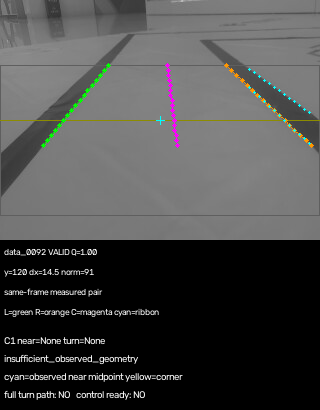 data_0092 VALID Q=1.00
y=120 dx=14.5 norm=91
same-frame measured pair
L=green R=orange C=magenta cyan=ribbon
C1 near=None turn=None
insufficient_observed_geometry
cyan=observed near midpoint yellow=corner
full turn path: NO control ready: NO